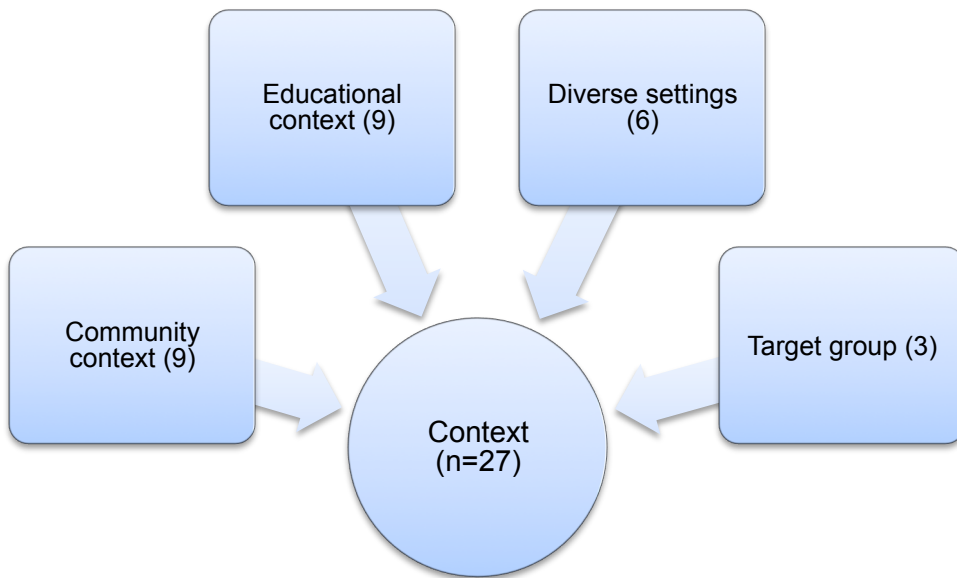 Educational
context (9)
Diverse settings
(6)
Community
context (9)
Target group (3)
Context
(n=27)